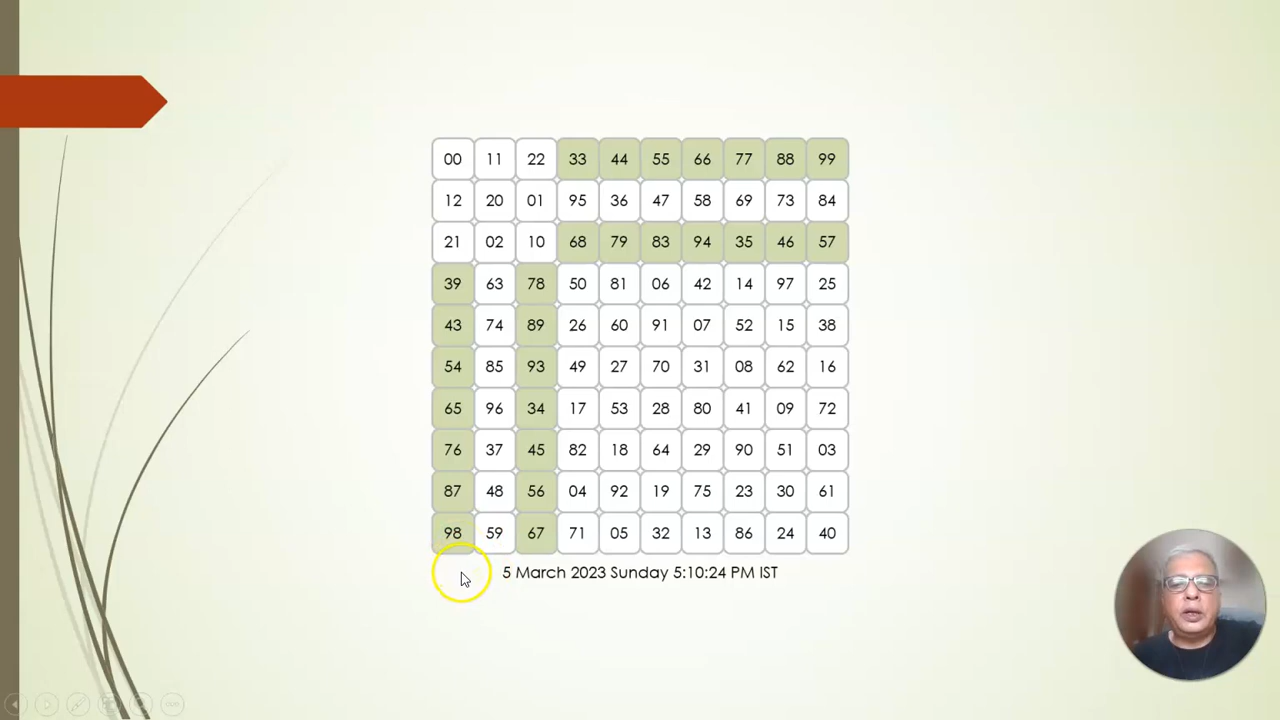 00 11 22 33 44 55 66 77 88 99
12 20 01 95 36 47 58 69 73 84
21 02 10 68 79 83 94 35 46 57
39 63 78 50 81 06 42 14 97 25
43 74 89 26 60 91 07 52 15 38
54 85 93 49 27 70 31 08 62 16
65 96 34 17 53 28 80 41 09 72
76 37 45 82 18 64 29 90 51 03
87 48 56 04 92 19 75 23 30 61
98 59 67 71 05 32 13 86 24 40
5 March 2023 Sunday 5:10:24 PM IST